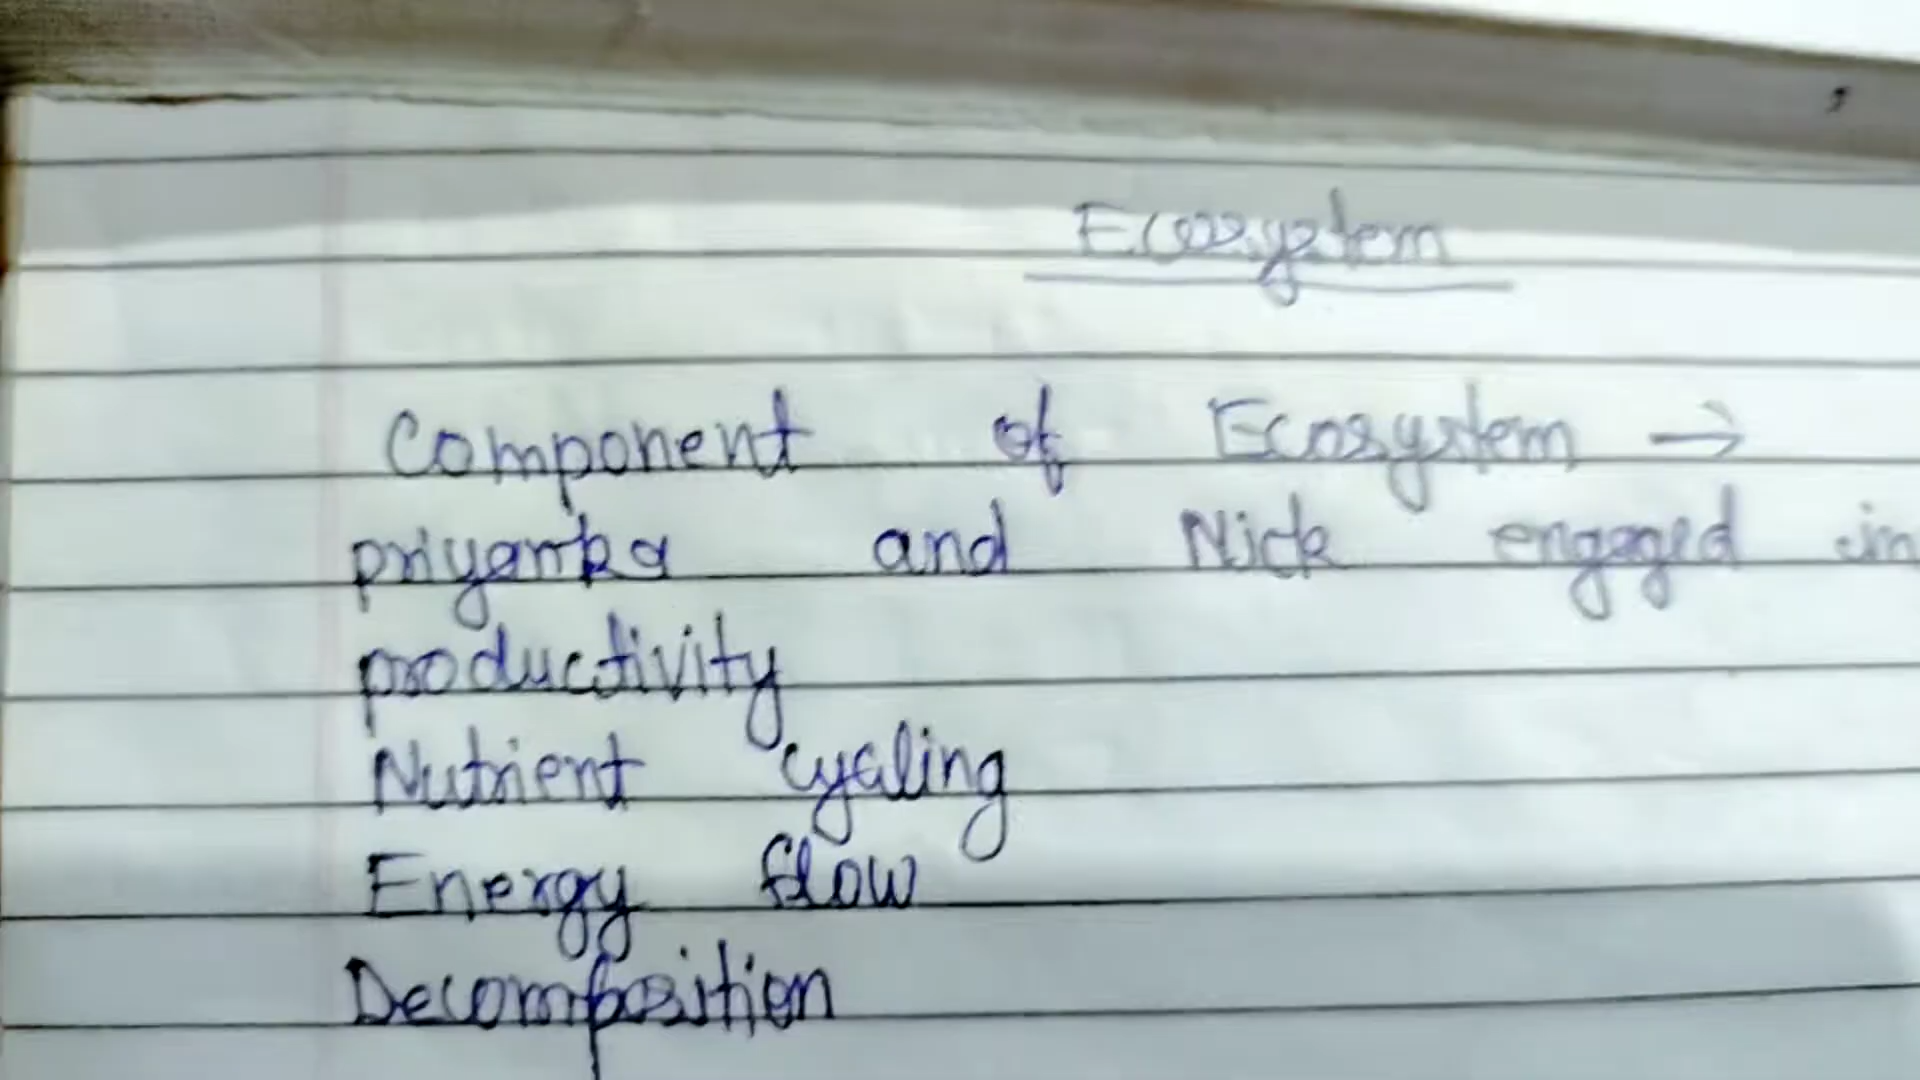 Ecosystem
Component of Ecosystem →
priyanka and Nick engaged in
productivity
Nutrient cycling
Energy flow
Decomposition